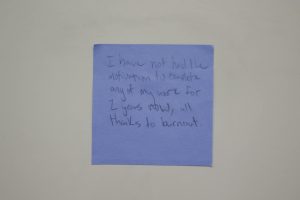 I have not had the
motivation to complete
any of my work for
2 years now, all
thanks to burnout.